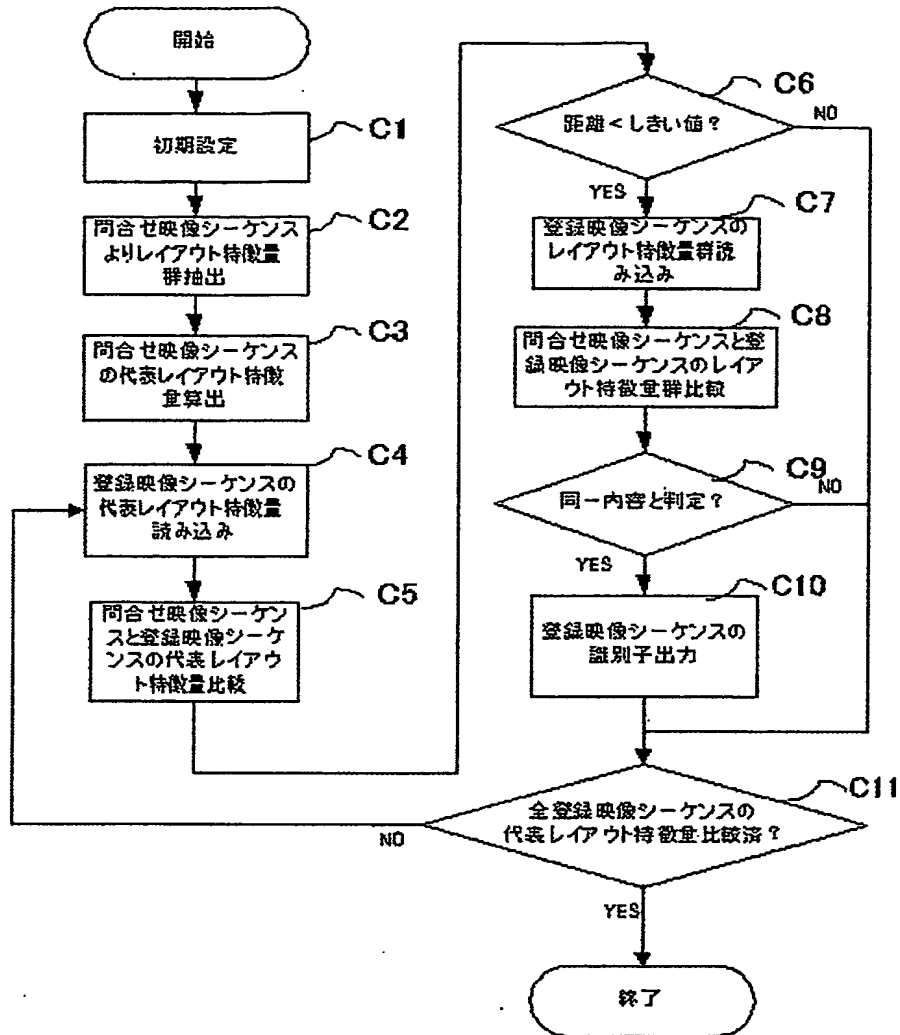 開始
初期設定
C1
問合せ映像シーケンス
よりレイアウト特徴量
群抽出
C2
問合せ映像シーケンス
の代表レイアウト特徴
量算出
C3
登録映像シーケンスの
代表レイアウト特徴量
読み込み
C4
問合せ映像シーケン
スと登録映像シーケ
ンスの代表レイアウ
ト特徴量比較
C5
距離<しきい値?
C6
NO
YES
登録映像シーケンスの
レイアウト特徴量群読
み込み
C7
問合せ映像シーケンスと登
録映像シーケンスのレイア
ウト特徴量群比較
C8
同一内容と判定?
C9
NO
YES
登録映像シーケンスの
識別子出力
C10
全登録映像シーケンスの
代表レイアウト特徴量比較済?
C11
NO
YES
終了